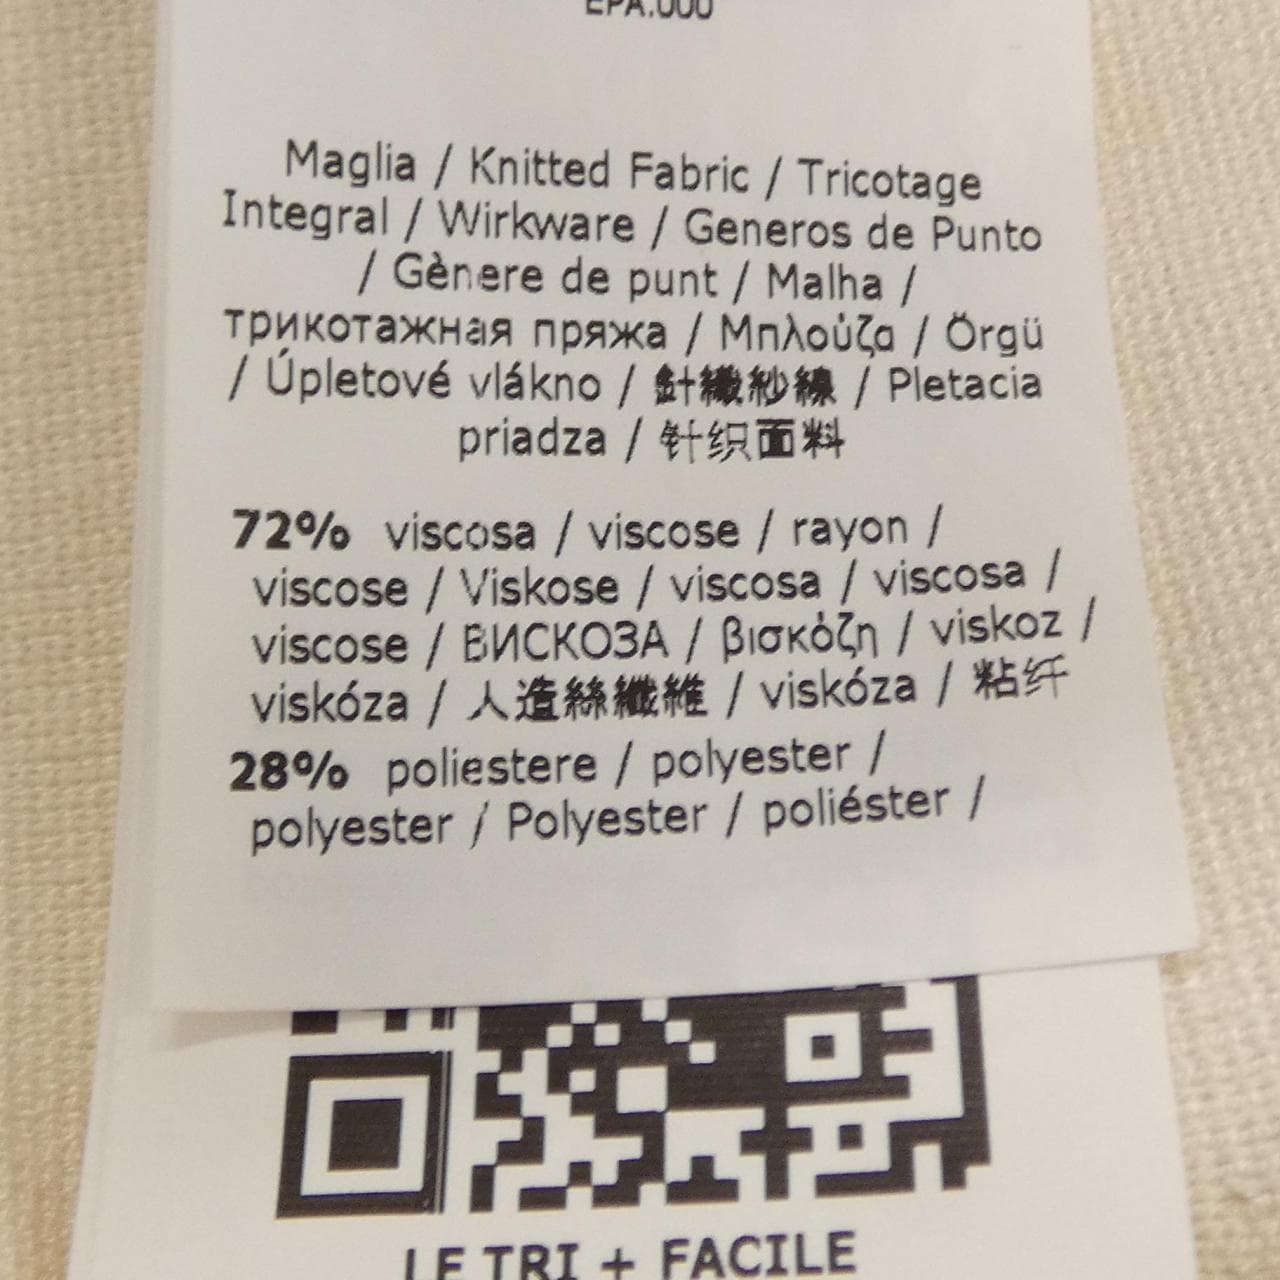 EPA.000
Maglia / Knitted Fabric / Tricotage
Integral / Wirkware / Generos de Punto
/ Gènere de punt / Malha /
трикотажная пряжа / Μπλούζα / Örgü
/ Úpletové vlákno / 針織紗線 / Pletacia
priadza / 针织面料
72% viscosa / viscose / rayon /
viscose / Viskose / viscosa / viscosa /
viscose / ВИСКОЗА / βισκόζη / viskoz /
viskóza / 人造絲纖維 / viskóza / 粘纤
28% poliestere / polyester /
polyester / Polyester / poliéster /
LE TRI + FACILE